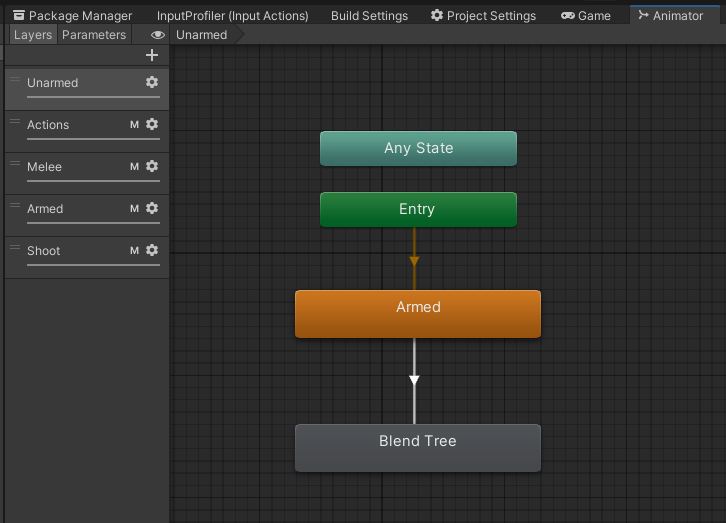 Package Manager InputProfiler (Input Actions) Build Settings Project Settings Game Animator
Layers Parameters Unarmed
Unarmed
Actions M
Melee M
Armed M
Shoot M
Any State
Entry
Armed
Blend Tree